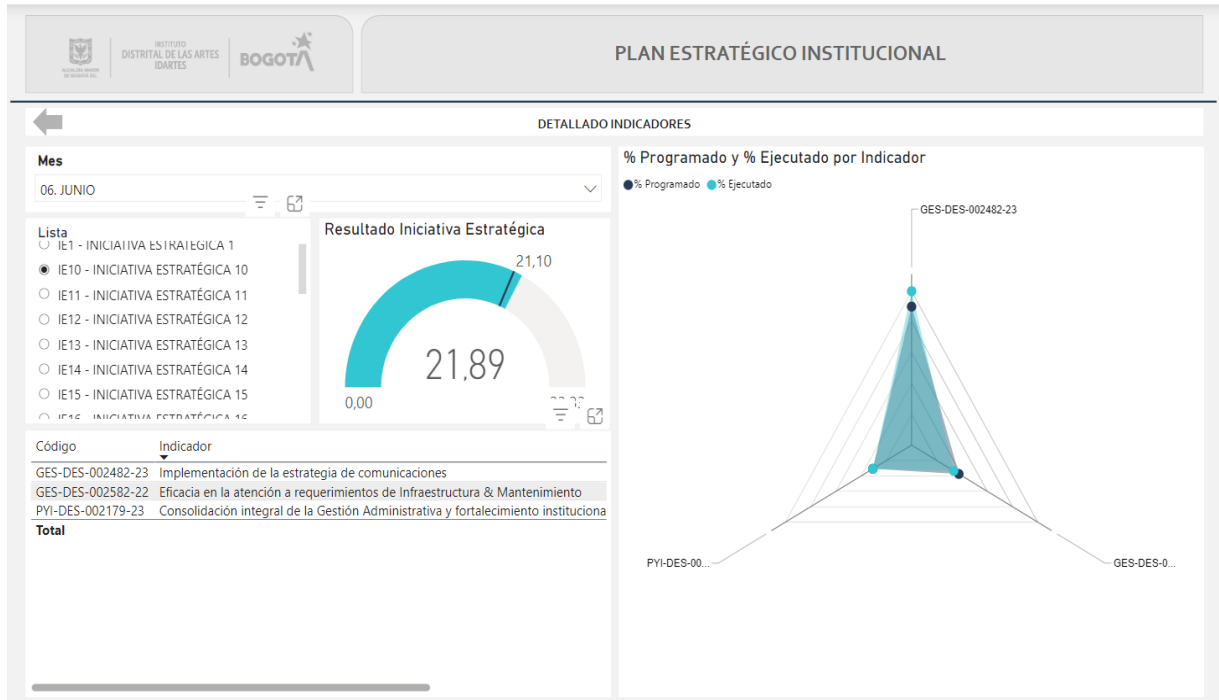 INSTITUTO
DISTRITAL DE LAS ARTES
IDARTES
BOGOTÁ
PLAN ESTRATÉGICO INSTITUCIONAL
DETALLADO INDICADORES
Mes
06. JUNIO
Lista
IE1 - INICIATIVA ESTRATÉGICA 1
IE10 - INICIATIVA ESTRATÉGICA 10
IE11 - INICIATIVA ESTRATÉGICA 11
IE12 - INICIATIVA ESTRATÉGICA 12
IE13 - INICIATIVA ESTRATÉGICA 13
IE14 - INICIATIVA ESTRATÉGICA 14
IE15 - INICIATIVA ESTRATÉGICA 15
IE16 - INICIATIVA ESTRATÉGICA 16
Resultado Iniciativa Estratégica
21,10
21,89
0,00
Código Indicador
GES-DES-002482-23 Implementación de la estrategia de comunicaciones
GES-DES-002582-22 Eficacia en la atención a requerimientos de Infraestructura & Mantenimiento
PYI-DES-002179-23 Consolidación integral de la Gestión Administrativa y fortalecimiento instituciona
Total
% Programado y % Ejecutado por Indicador
% Programado % Ejecutado
GES-DES-002482-23
PYI-DES-00...
GES-DES-0...